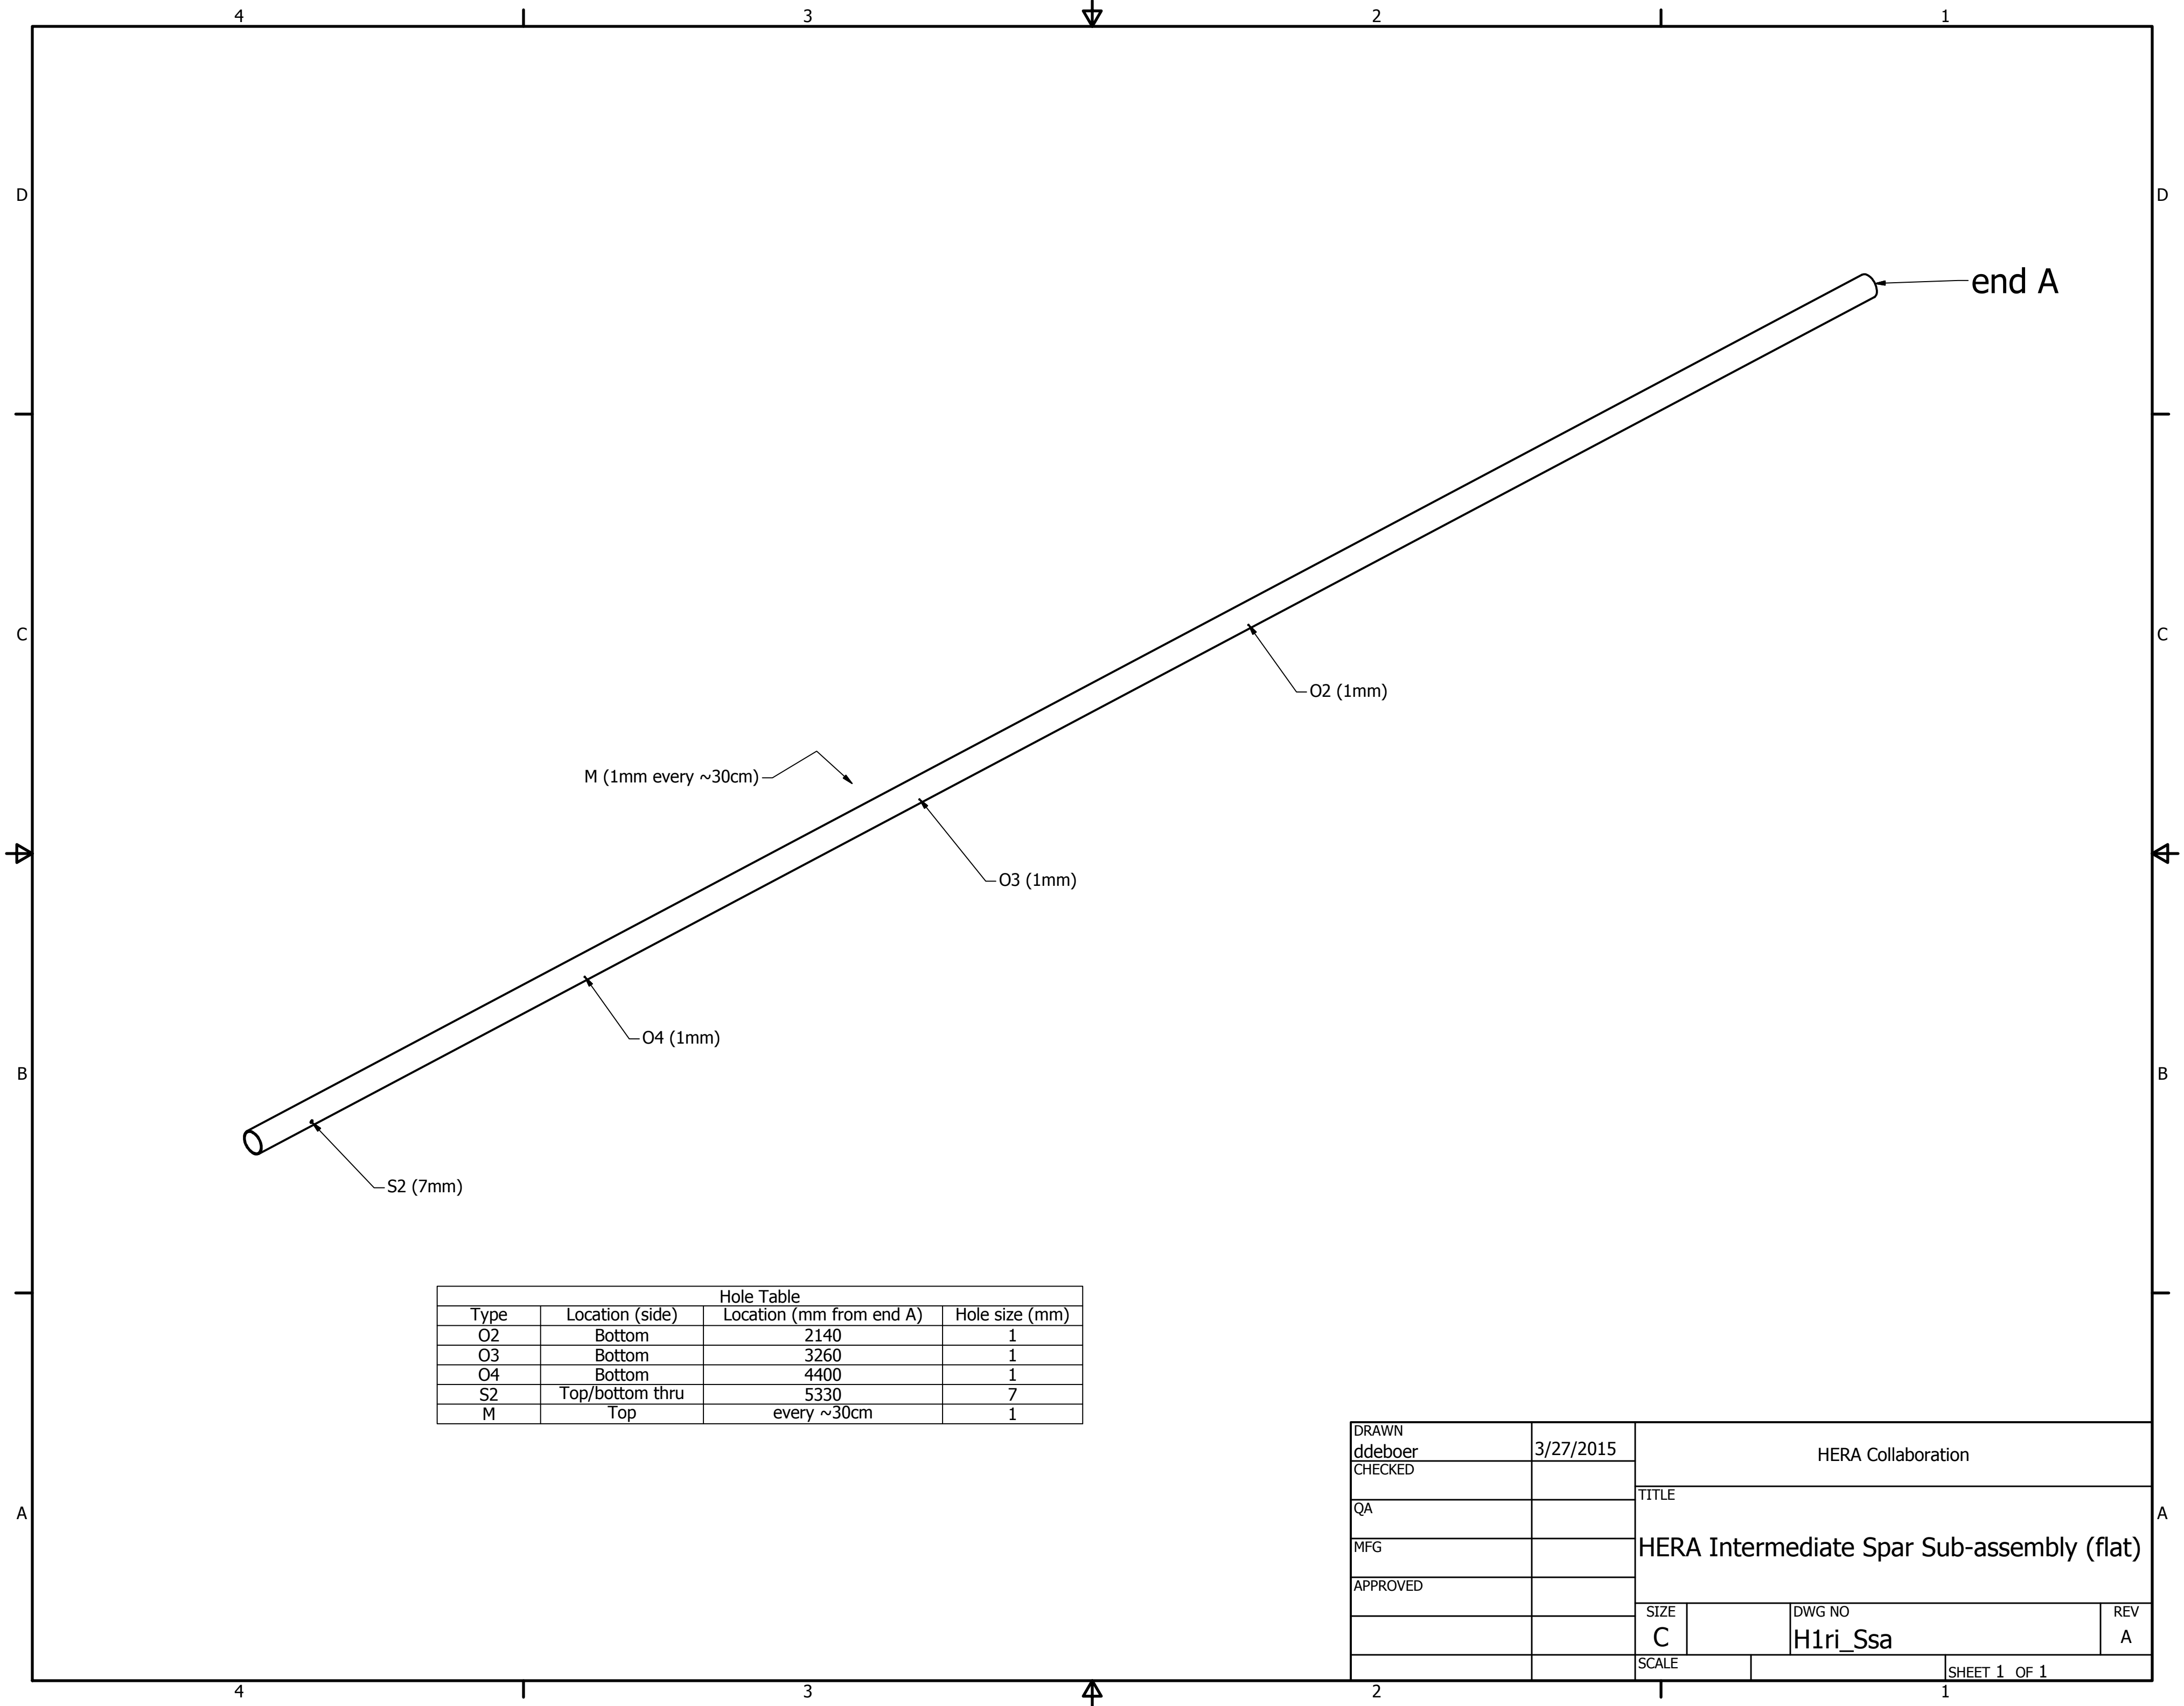 4 3 2 1
D D
end A
C C
O2 (1mm)
M (1mm every ~30cm)
O3 (1mm)
O4 (1mm)
B B
S2 (7mm)
Hole Table
Type Location (side) Location (mm from end A) Hole size (mm)
O2 Bottom 2140 1
O3 Bottom 3260 1
O4 Bottom 4400 1
S2 Top/bottom thru 5330 7
M Top every ~30cm 1
A A
DRAWN
ddeboer 3/27/2015
CHECKED
QA
MFG
APPROVED
HERA Collaboration
TITLE
HERA Intermediate Spar Sub-assembly (flat)
SIZE
C
DWG NO
H1ri_Ssa
REV
A
SCALE
SHEET 1 OF 1
4 3 2 1